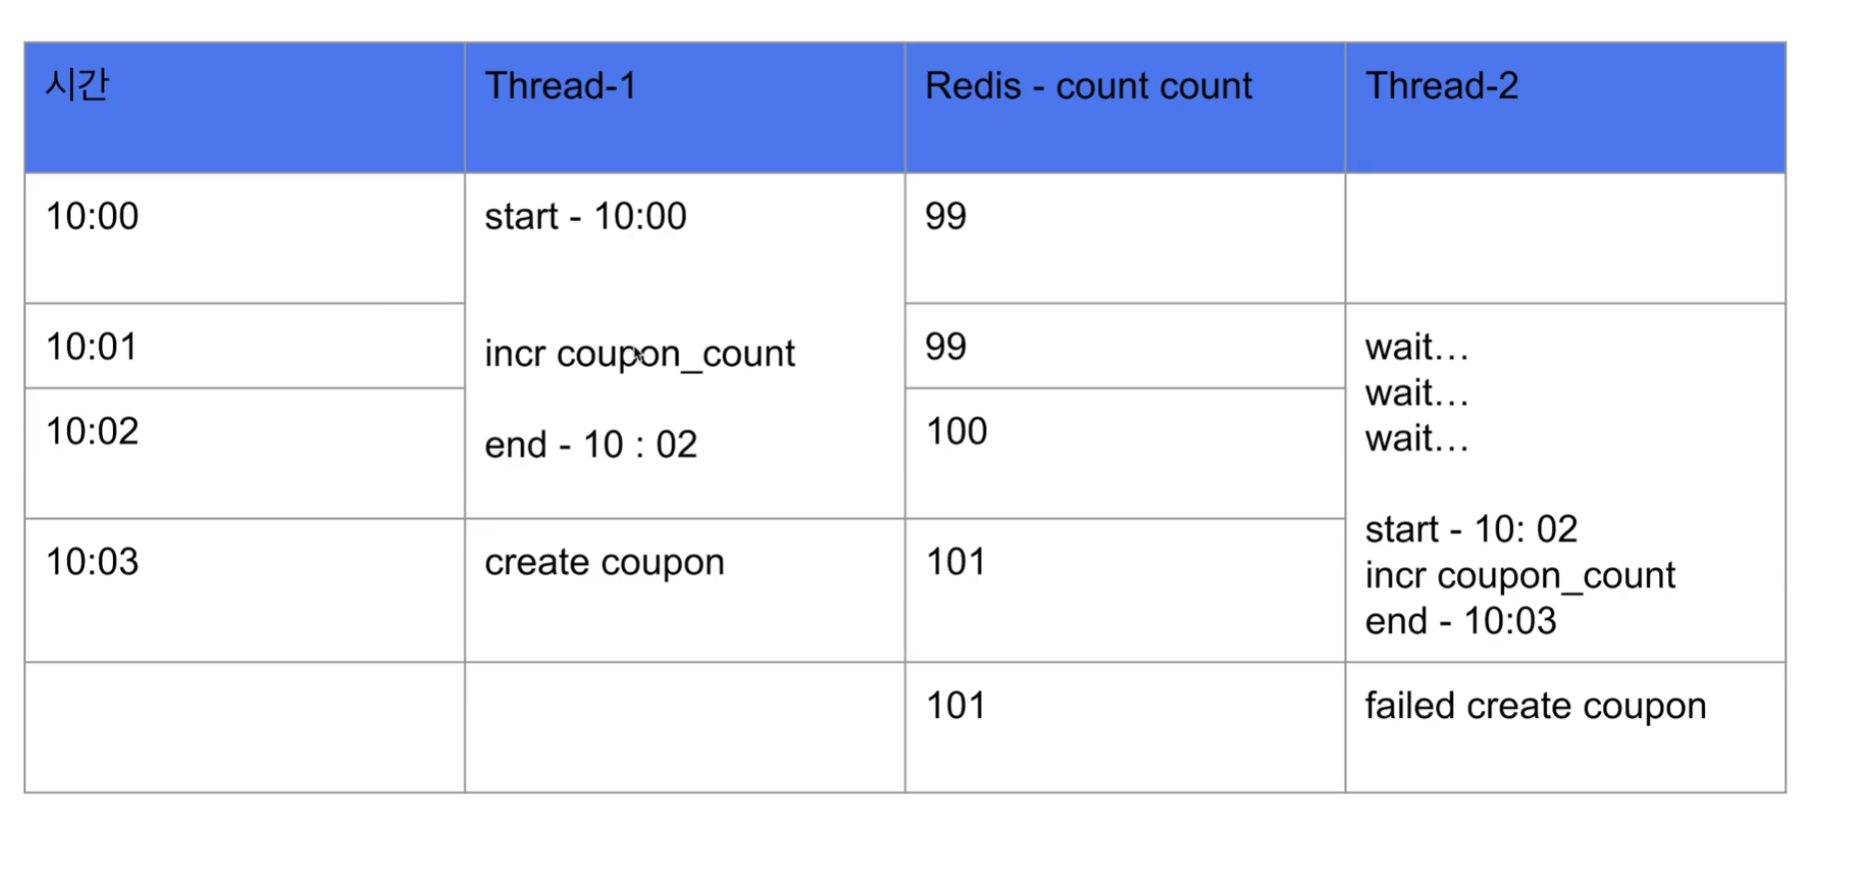 시간
Thread-1
Redis - count count
Thread-2
10:00
start - 10:00
99
10:01
incr coupon_count
99
wait…
wait…
wait…
10:02
end - 10 : 02
100
start - 10: 02
incr coupon_count
end - 10:03
10:03
create coupon
101
101
failed create coupon